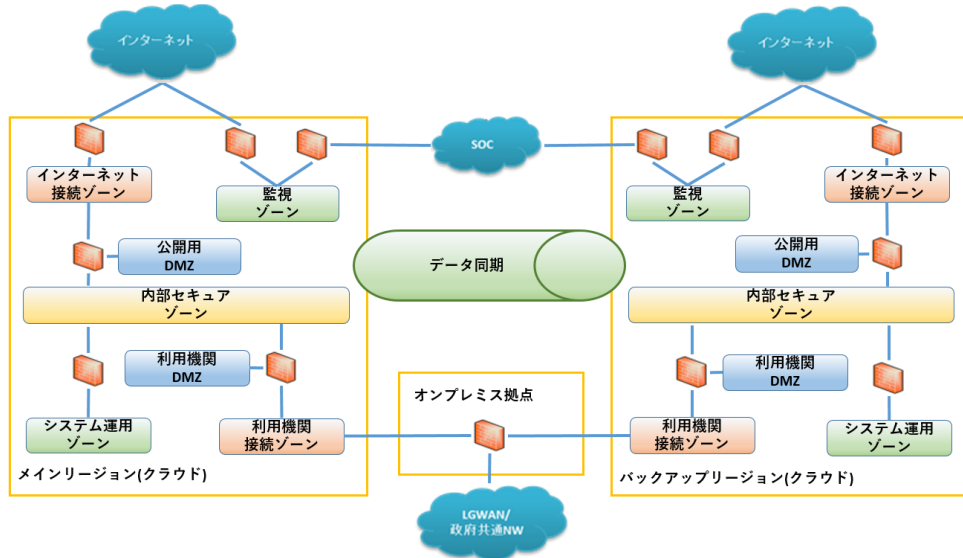 インターネット
インターネット
SOC
インターネット
接続ゾーン
監視
ゾーン
監視
ゾーン
インターネット
接続ゾーン
公開用
DMZ
データ同期
公開用
DMZ
内部セキュア
ゾーン
内部セキュア
ゾーン
利用機関
DMZ
利用機関
DMZ
オンプレミス拠点
システム運用
ゾーン
利用機関
接続ゾーン
利用機関
接続ゾーン
システム運用
ゾーン
メインリージョン(クラウド)
バックアップリージョン(クラウド)
LGWAN/
政府共通NW